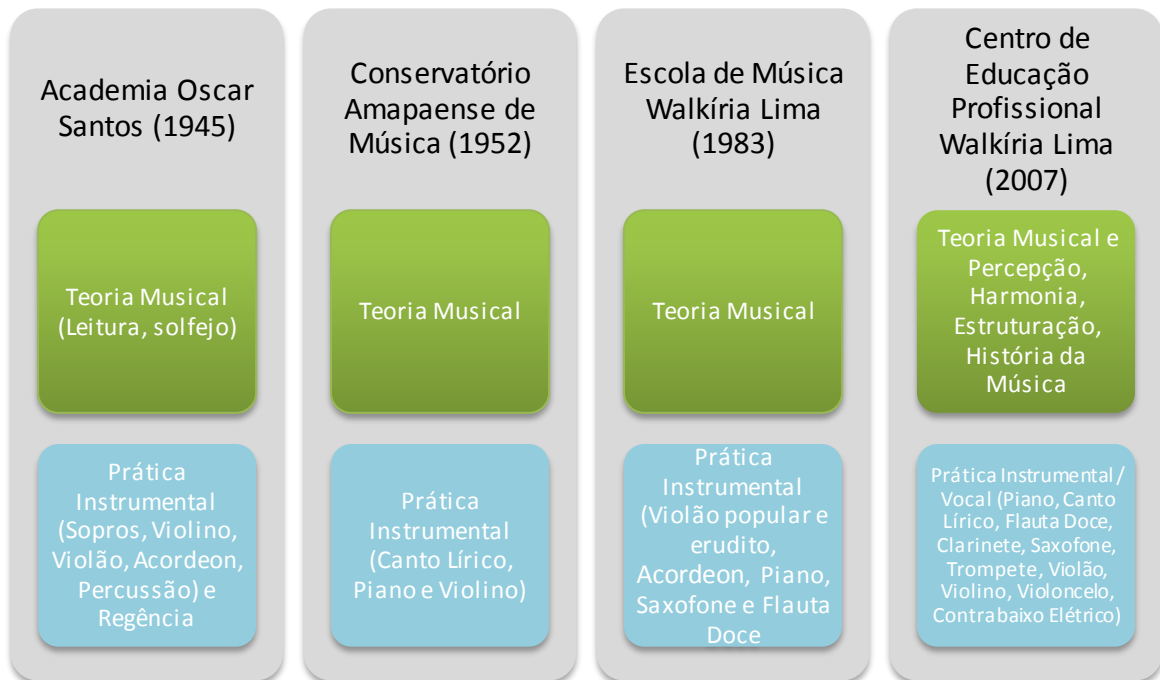 Academia Oscar
Santos (1945)
Teoria Musical
(Leitura, solfejo)
Prática
Instrumental
(Sopros, Violino,
Violão, Acordeon,
Percussão) e
Regência
Conservatório
Amapaense de
Música (1952)
Teoria Musical
Prática
Instrumental
(Canto Lírico,
Piano e Violino)
Escola de Música
Walkíria Lima
(1983)
Teoria Musical
Prática
Instrumental
(Violão popular e
erudito,
Acordeon, Piano,
Saxofone e Flauta
Doce
Centro de
Educação
Profissional
Walkíria Lima
(2007)
Teoria Musical e
Percepção,
Harmonia,
Estruturação,
História da
Música
Prática Instrumental/
Vocal (Piano, Canto
Lírico, Flauta Doce,
Clarinete, Saxofone,
Trompete, Violão,
Violino, Violoncelo,
Contrabaixo Elétrico)